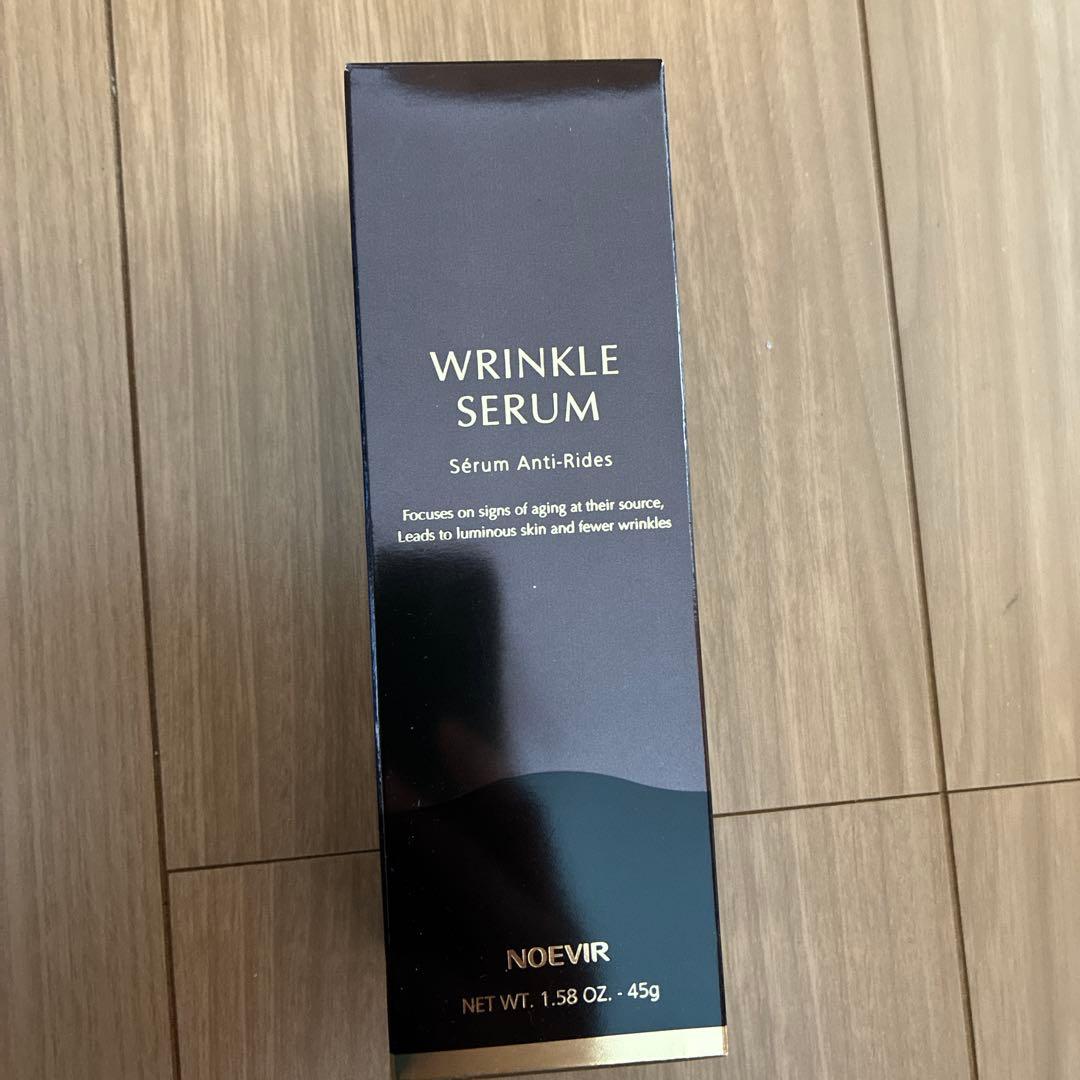 WRINKLE
SERUM
Sérum Anti-Rides
Focuses on signs of aging at their source,
Leads to luminous skin and fewer wrinkles
NOEVIR
NET WT. 1.58 OZ. - 45g